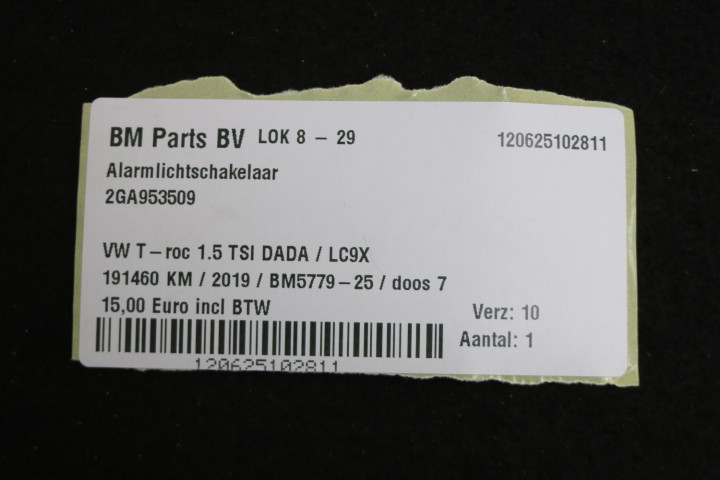 BM Parts BV LOK 8 - 29 120625102811
Alarmlichtschakelaar
2GA953509
VW T-roc 1.5 TSI DADA / LC9X
191460 KM / 2019 / BM5779-25 / doos 7
15,00 Euro incl BTW
Verz: 10
Aantal: 1
120625102811